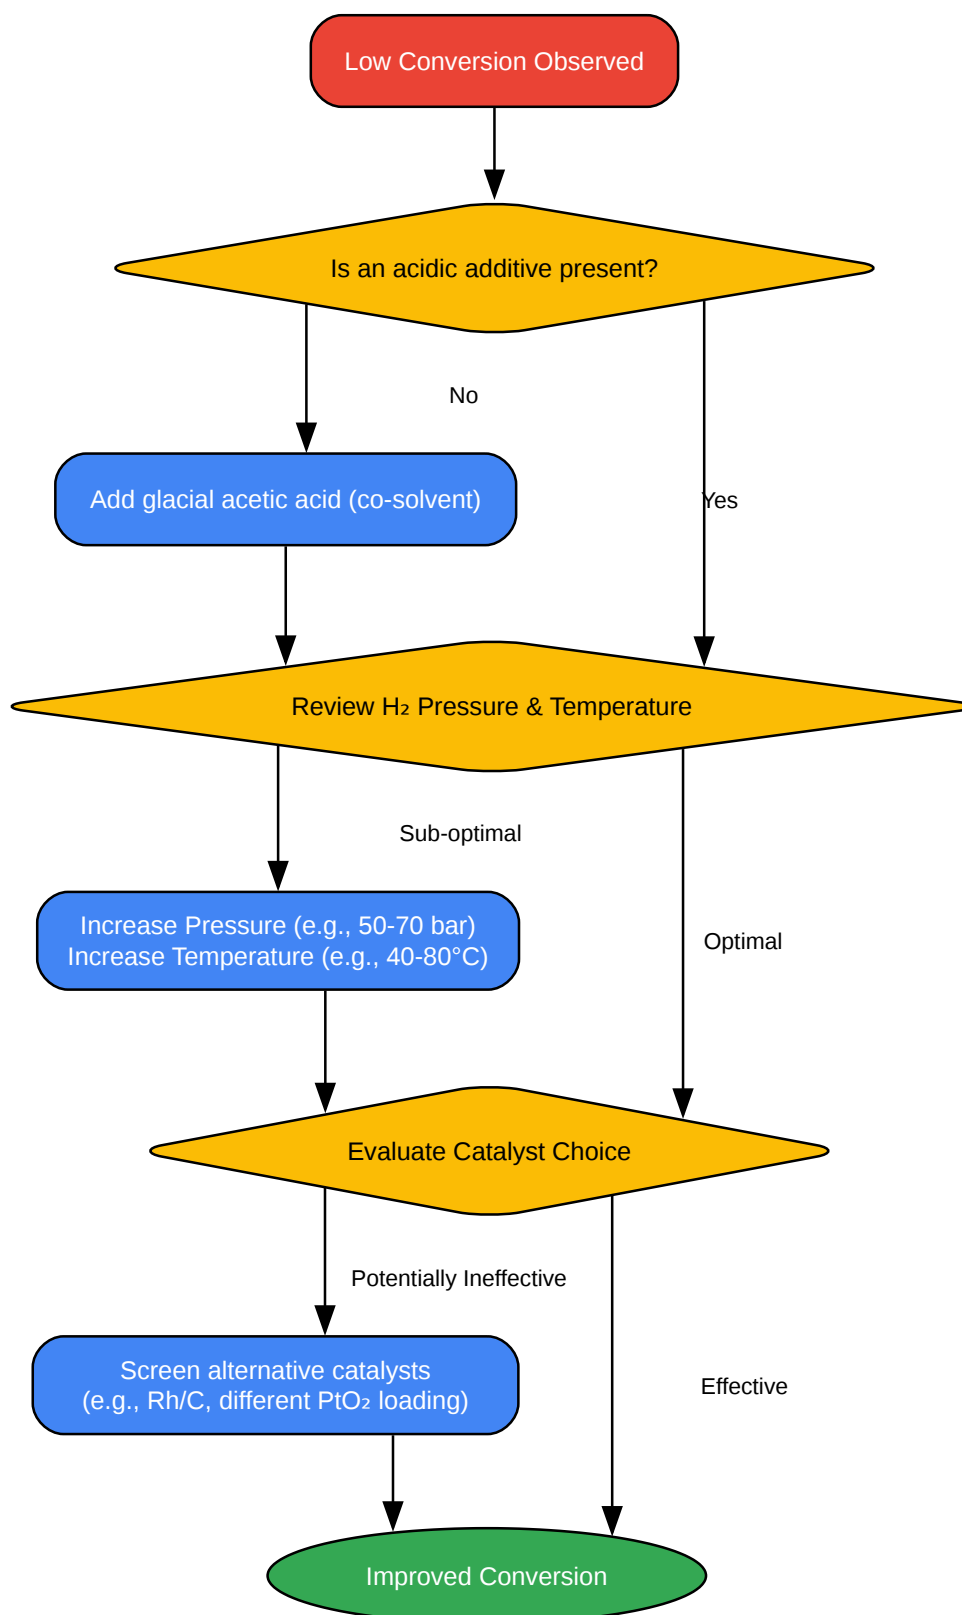 Low Conversion Observed
Is an acidic additive present?
No
Add glacial acetic acid (co-solvent)
Yes
Review H₂ Pressure & Temperature
Sub-optimal
Increase Pressure (e.g., 50-70 bar)
Increase Temperature (e.g., 40-80°C)
Optimal
Evaluate Catalyst Choice
Potentially Ineffective
Screen alternative catalysts
(e.g., Rh/C, different PtO₂ loading)
Effective
Improved Conversion